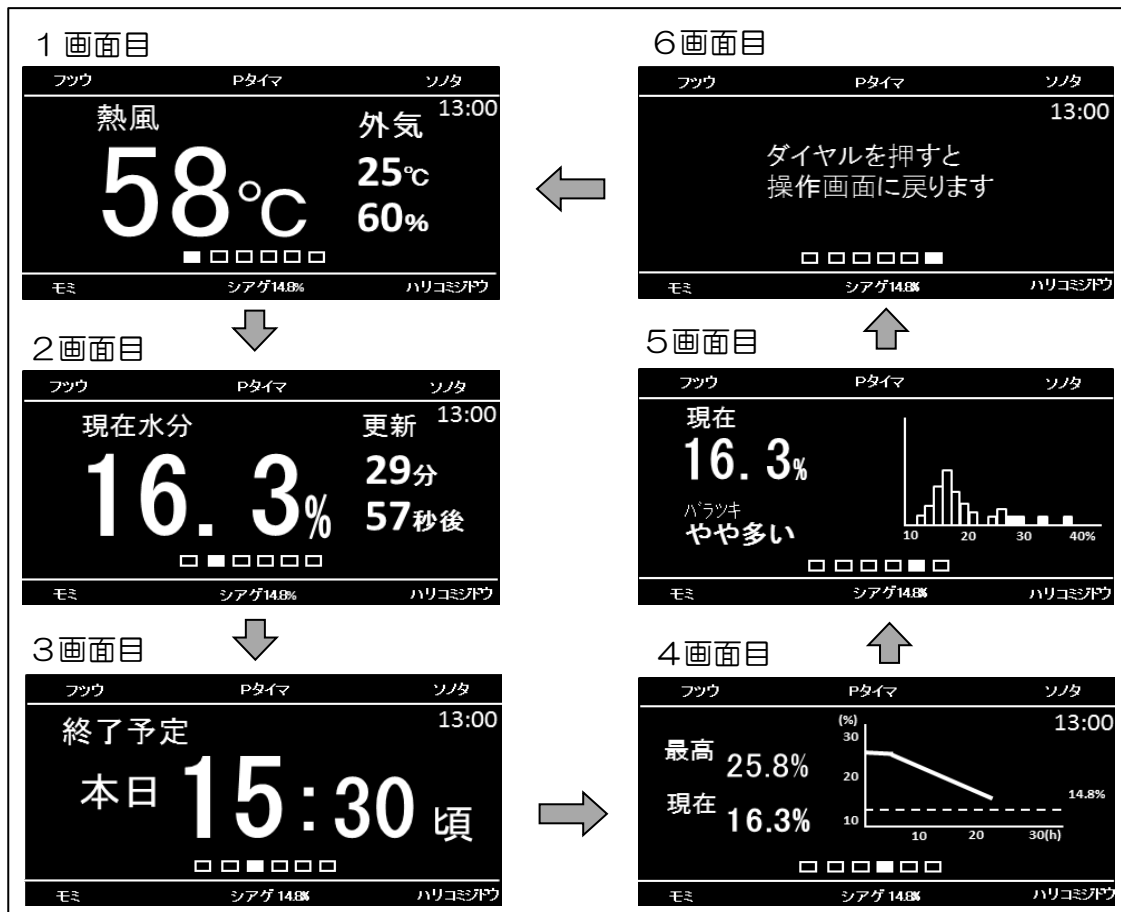 1画面目
フツウ Pタイマ ソノタ
13:00
熱風 外気
58℃ 25℃
60%
モミ シアゲ14.8% ハリコミジドウ
2画面目
フツウ Pタイマ ソノタ
13:00
現在水分 更新
16.3% 29分
57秒後
モミ シアゲ14.8% ハリコミジドウ
3画面目
フツウ Pタイマ ソノタ
13:00
終了予定
本日 15:30 頃
モミ シアゲ14.8% ハリコミジドウ
4画面目
フツウ Pタイマ ソノタ
13:00
最高 25.8%
現在 16.3%
(%)
30
20
10
14.8%
10 20 30(h)
モミ シアゲ14.8% ハリコミジドウ
5画面目
フツウ Pタイマ ソノタ
現在
16.3%
バラツキ
やや多い
10 20 30 40%
モミ シアゲ14.8% ハリコミジドウ
6画面目
フツウ Pタイマ ソノタ
13:00
ダイヤルを押すと
操作画面に戻ります
モミ シアゲ14.8% ハリコミジドウ